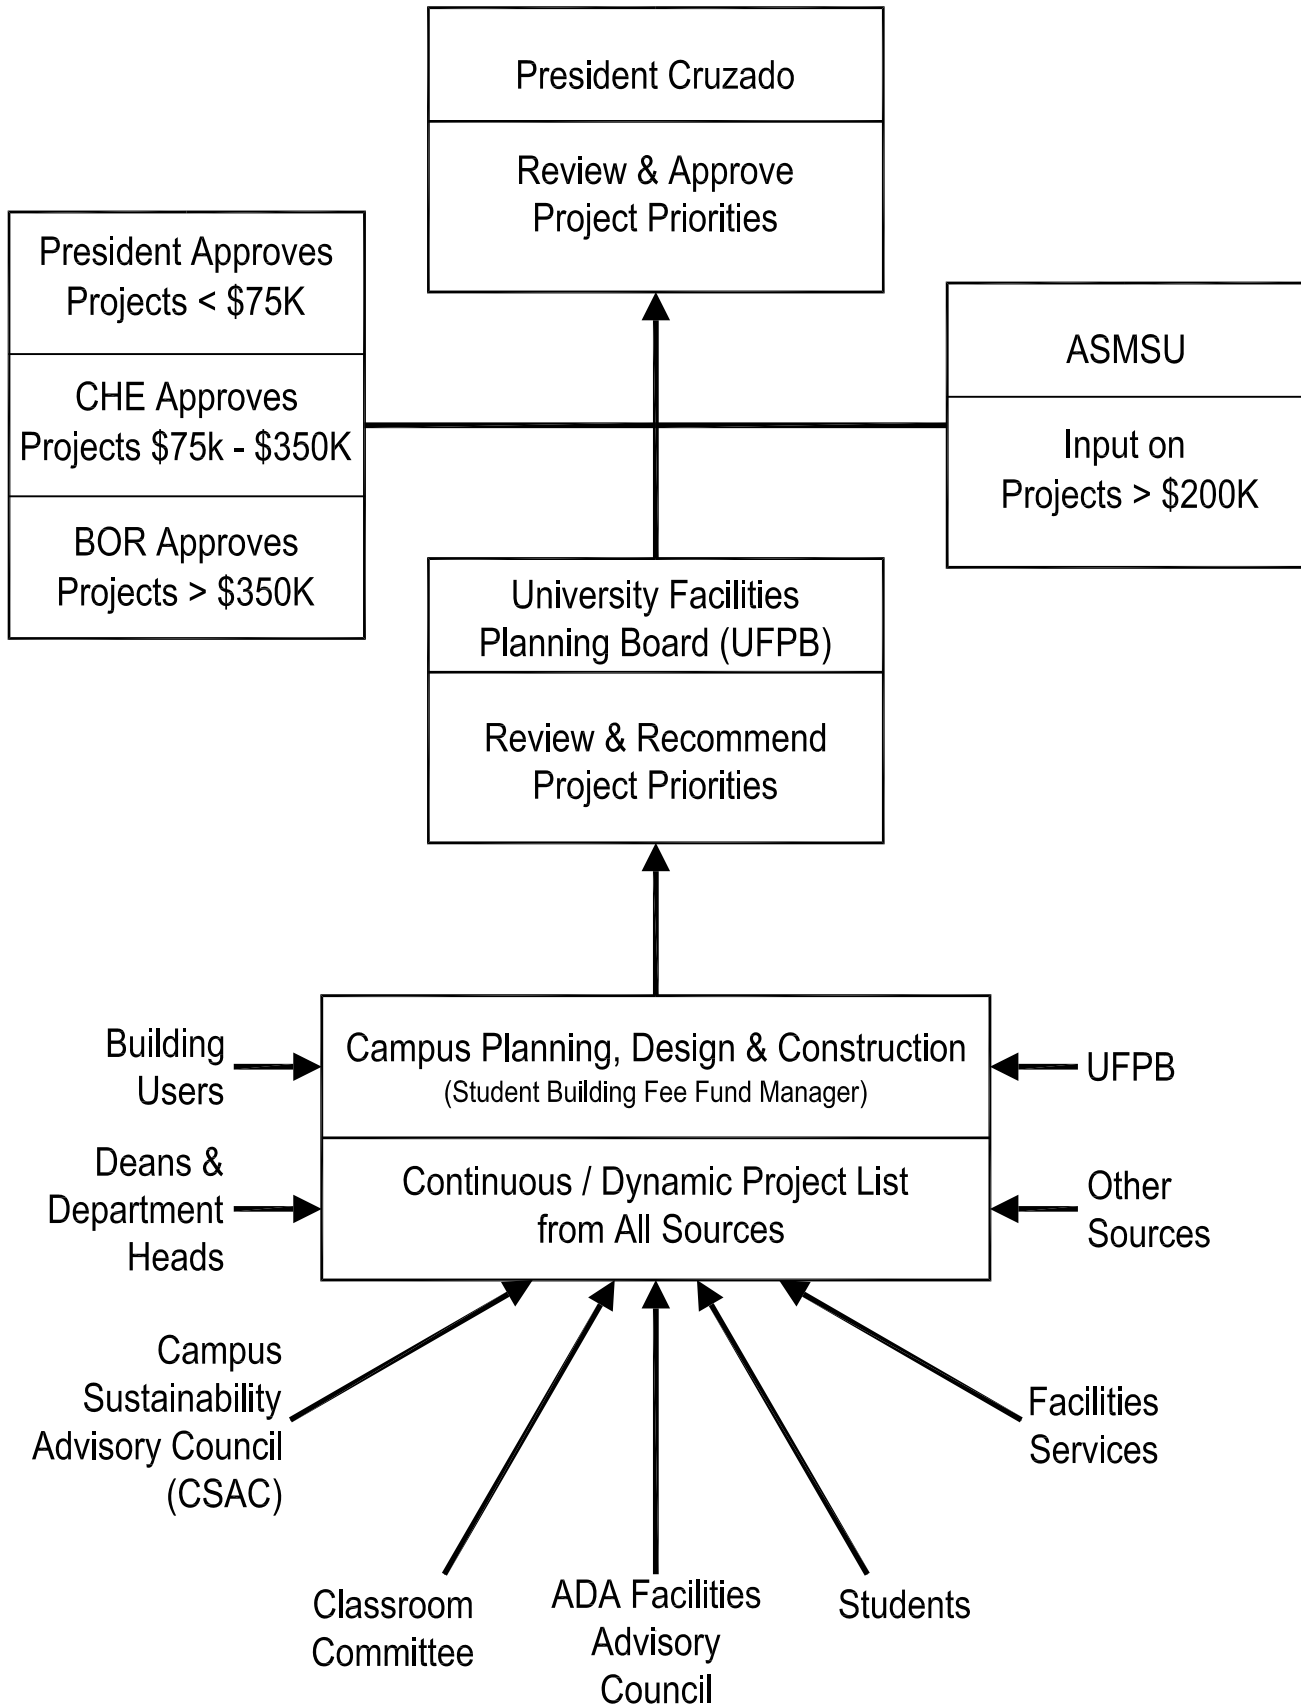 President Cruzado
Review & Approve
Project Priorities
President Approves
Projects < $75K
CHE Approves
Projects $75k - $350K
BOR Approves
Projects > $350K
ASMSU
Input on
Projects > $200K
University Facilities
Planning Board (UFPB)
Review & Recommend
Project Priorities
Building
Users
Campus Planning, Design & Construction
(Student Building Fee Fund Manager)
UFPB
Deans &
Department
Heads
Continuous / Dynamic Project List
from All Sources
Other
Sources
Campus
Sustainability
Advisory Council
(CSAC)
Classroom
Committee
ADA Facilities
Advisory
Council
Students
Facilities
Services